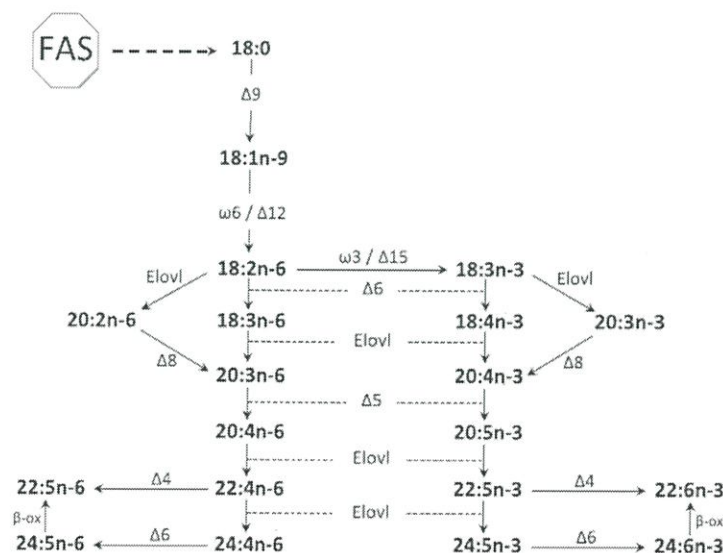 FAS 18:0
Δ9
18:1n-9
ω6 / Δ12
18:2n-6 ω3 / Δ15 18:3n-3
Elovl Δ6 Elovl
20:2n-6 18:3n-6 18:4n-3 20:3n-3
Elovl
Δ8 20:3n-6 20:4n-3 Δ8
Δ5
20:4n-6 20:5n-3
Elovl
22:5n-6 Δ4 22:4n-6 22:5n-3 Δ4 22:6n-3
β-ox Elovl β-ox
24:5n-6 Δ6 24:4n-6 24:5n-3 Δ6 24:6n-3